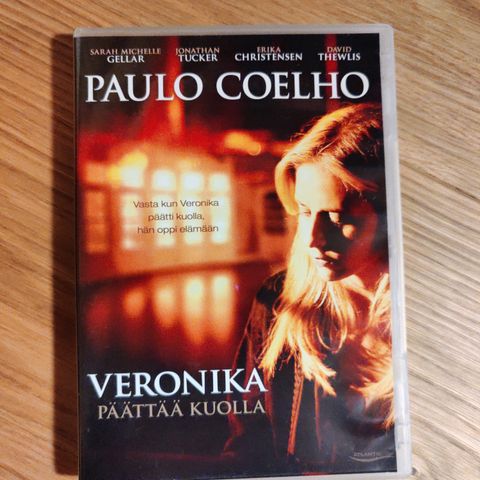 SARAH MICHELLE JONATHAN ERIKA DAVID
GELLAR TUCKER CHRISTENSEN THEWLIS
PAULO COELHO
Vasta kun Veronika
päätti kuolla,
hän oppi elämään
VERONIKA
PÄÄTTÄÄ KUOLLA
ATLANTIC